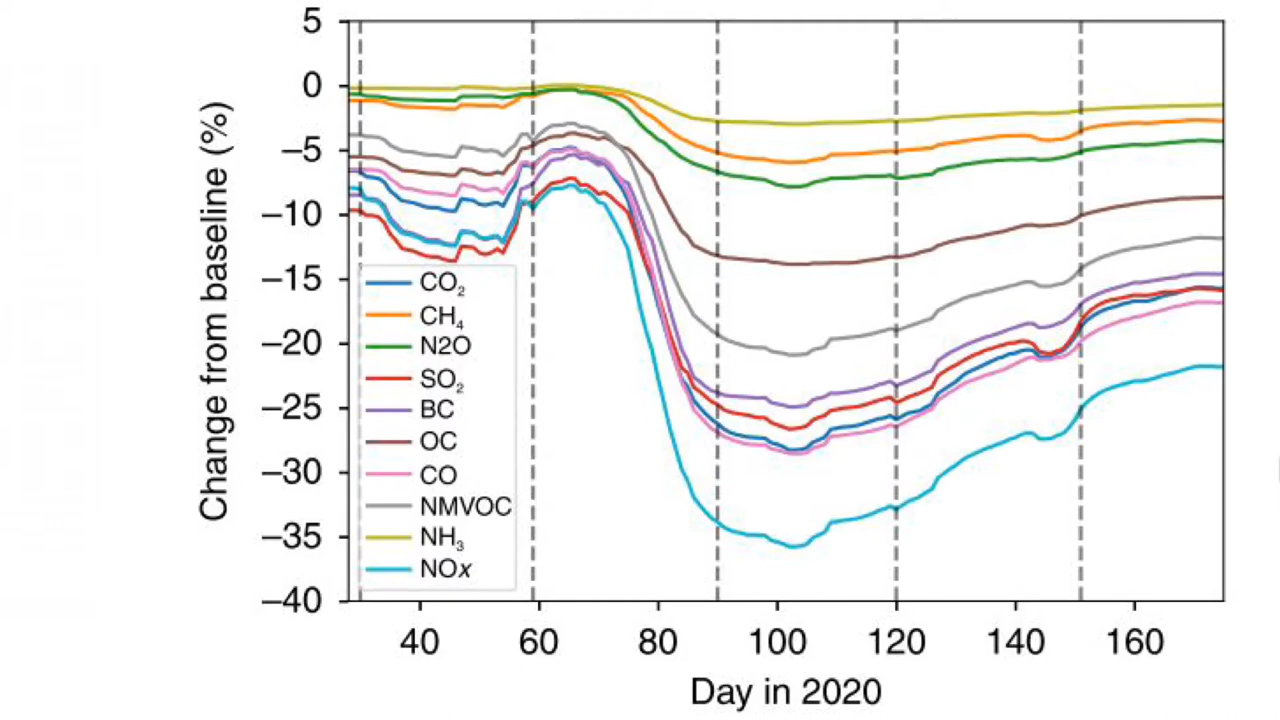 Change from baseline (%)
5
0
−5
−10
−15
−20
−25
−30
−35
−40
CO₂
CH₄
N2O
SO₂
BC
OC
CO
NMVOC
NH₃
NOx
40 60 80 100 120 140 160
Day in 2020